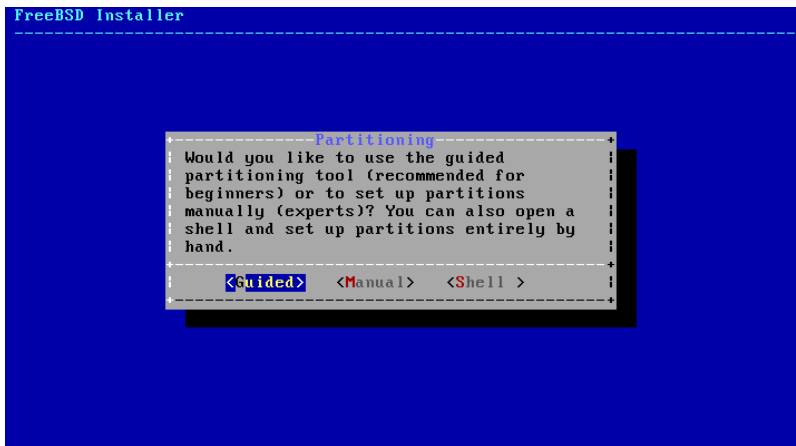 FreeBSD Installer
Partitioning
Would you like to use the guided
partitioning tool (recommended for
beginners) or to set up partitions
manually (experts)? You can also open a
shell and set up partitions entirely by
hand.
<Guided> <Manual> <Shell >